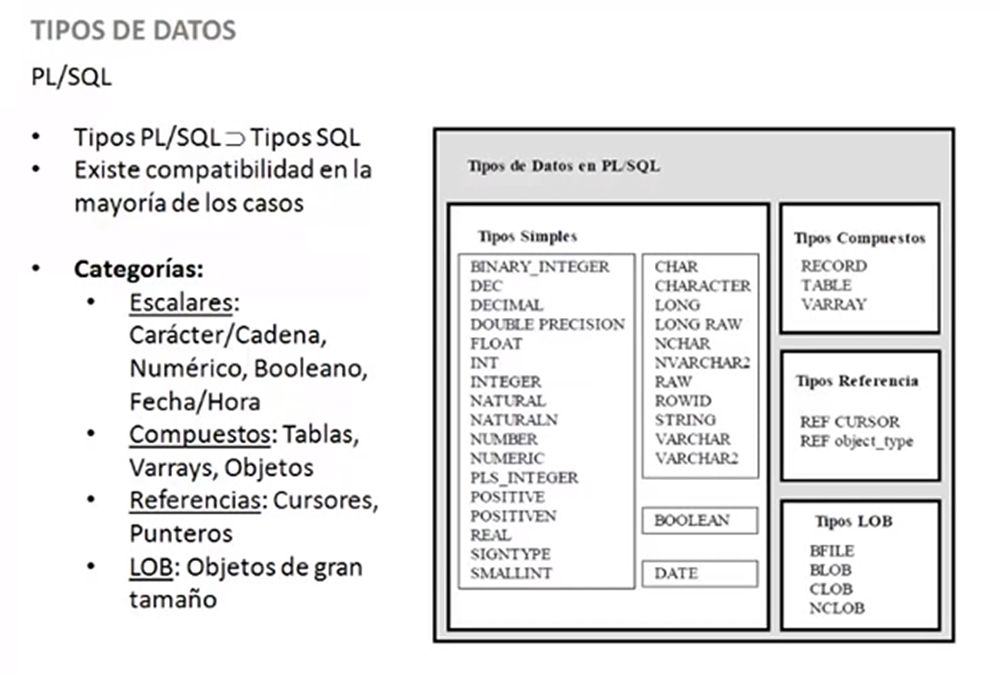 TIPOS DE DATOS
PL/SQL
• Tipos PL/SQL ⊃ Tipos SQL
• Existe compatibilidad en la
mayoría de los casos
• Categorías:
• Escalares:
Carácter/Cadena,
Numérico, Booleano,
Fecha/Hora
• Compuestos: Tablas,
Varrays, Objetos
• Referencias: Cursores,
Punteros
• LOB: Objetos de gran
tamaño
Tipos de Datos en PL/SQL
Tipos Simples
BINARY_INTEGER
DEC
DECIMAL
DOUBLE PRECISION
FLOAT
INT
INTEGER
NATURAL
NATURALN
NUMBER
NUMERIC
PLS_INTEGER
POSITIVE
POSITIVEN
REAL
SIGNTYPE
SMALLINT
CHAR
CHARACTER
LONG
LONG RAW
NCHAR
NVARCHAR2
RAW
ROWID
STRING
VARCHAR
VARCHAR2
BOOLEAN
DATE
Tipos Compuestos
RECORD
TABLE
VARRAY
Tipos Referencia
REF CURSOR
REF object_type
Tipos LOB
BFILE
BLOB
CLOB
NCLOB